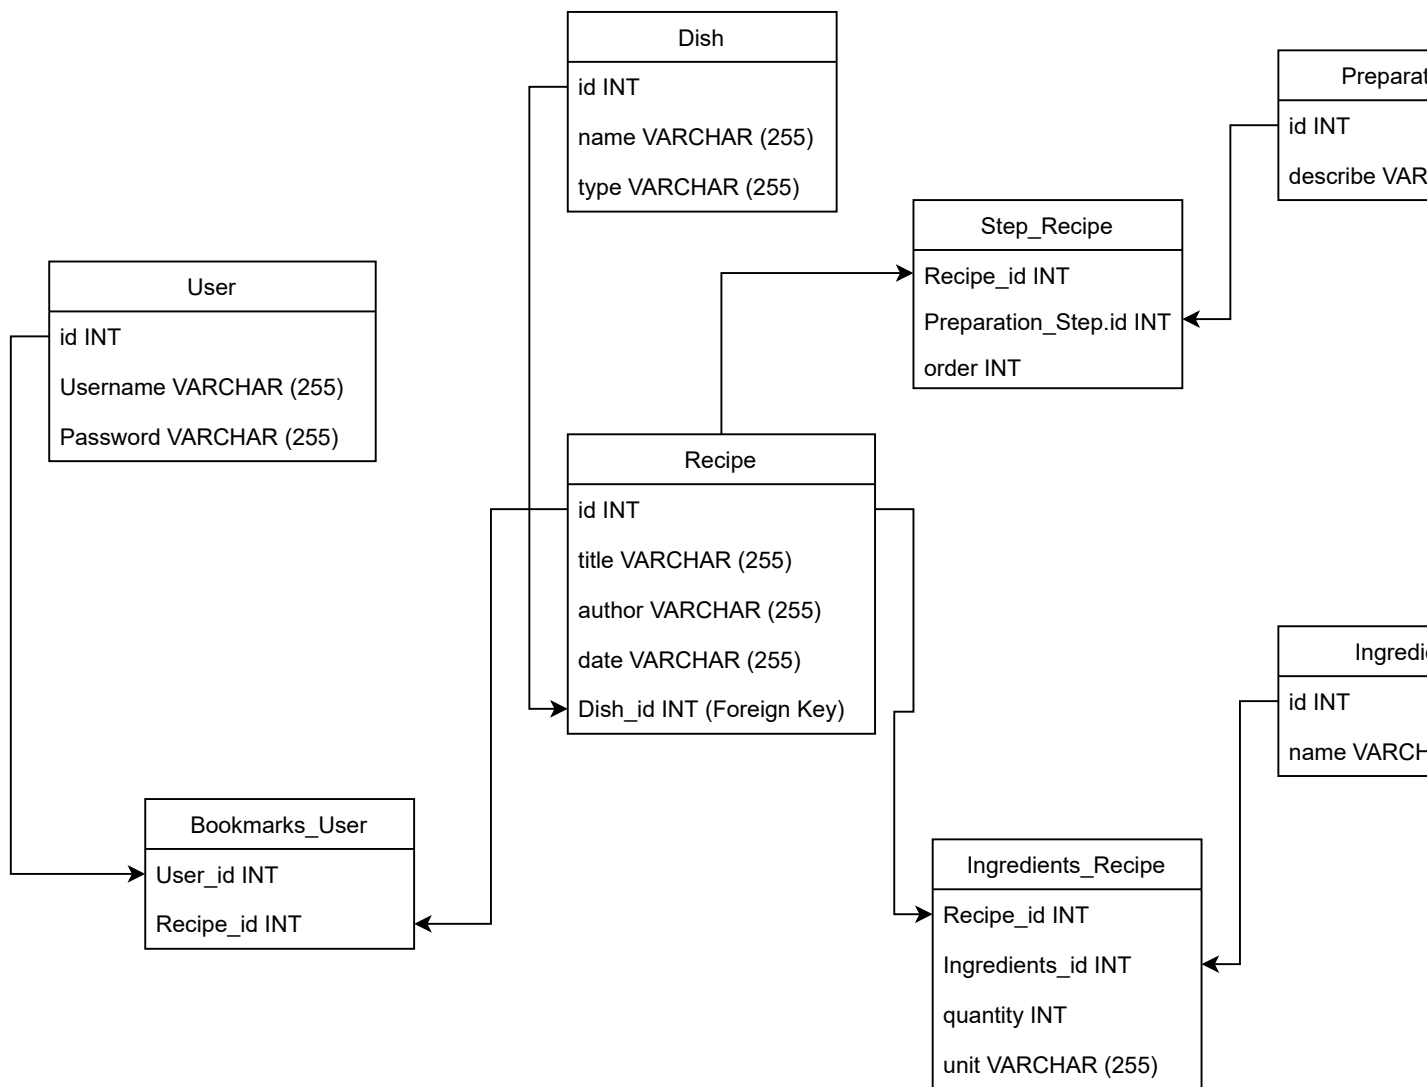 Dish
id INT
name VARCHAR (255)
type VARCHAR (255)
Preparat
id INT
describe VAR
Step_Recipe
Recipe_id INT
Preparation_Step.id INT
order INT
User
id INT
Username VARCHAR (255)
Password VARCHAR (255)
Recipe
id INT
title VARCHAR (255)
author VARCHAR (255)
date VARCHAR (255)
Dish_id INT (Foreign Key)
Ingredi
id INT
name VARCH
Bookmarks_User
User_id INT
Recipe_id INT
Ingredients_Recipe
Recipe_id INT
Ingredients_id INT
quantity INT
unit VARCHAR (255)